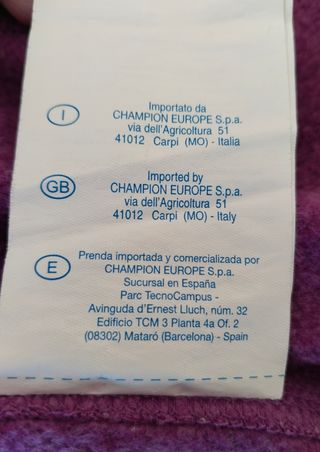 I
Importato da
CHAMPION EUROPE S.p.a.
via dell'Agricoltura 51
41012 Carpi (MO) - Italia
GB
Imported by
CHAMPION EUROPE S.p.a.
via dell'Agricoltura 51
41012 Carpi (MO) - Italy
E
Prenda importada y comercializada por
CHAMPION EUROPE S.p.a.
Sucursal en España
Parc TecnoCampus -
Avinguda d'Ernest Lluch, núm. 32
Edificio TCM 3 Planta 4a Of. 2
(08302) Mataró (Barcelona) - Spain